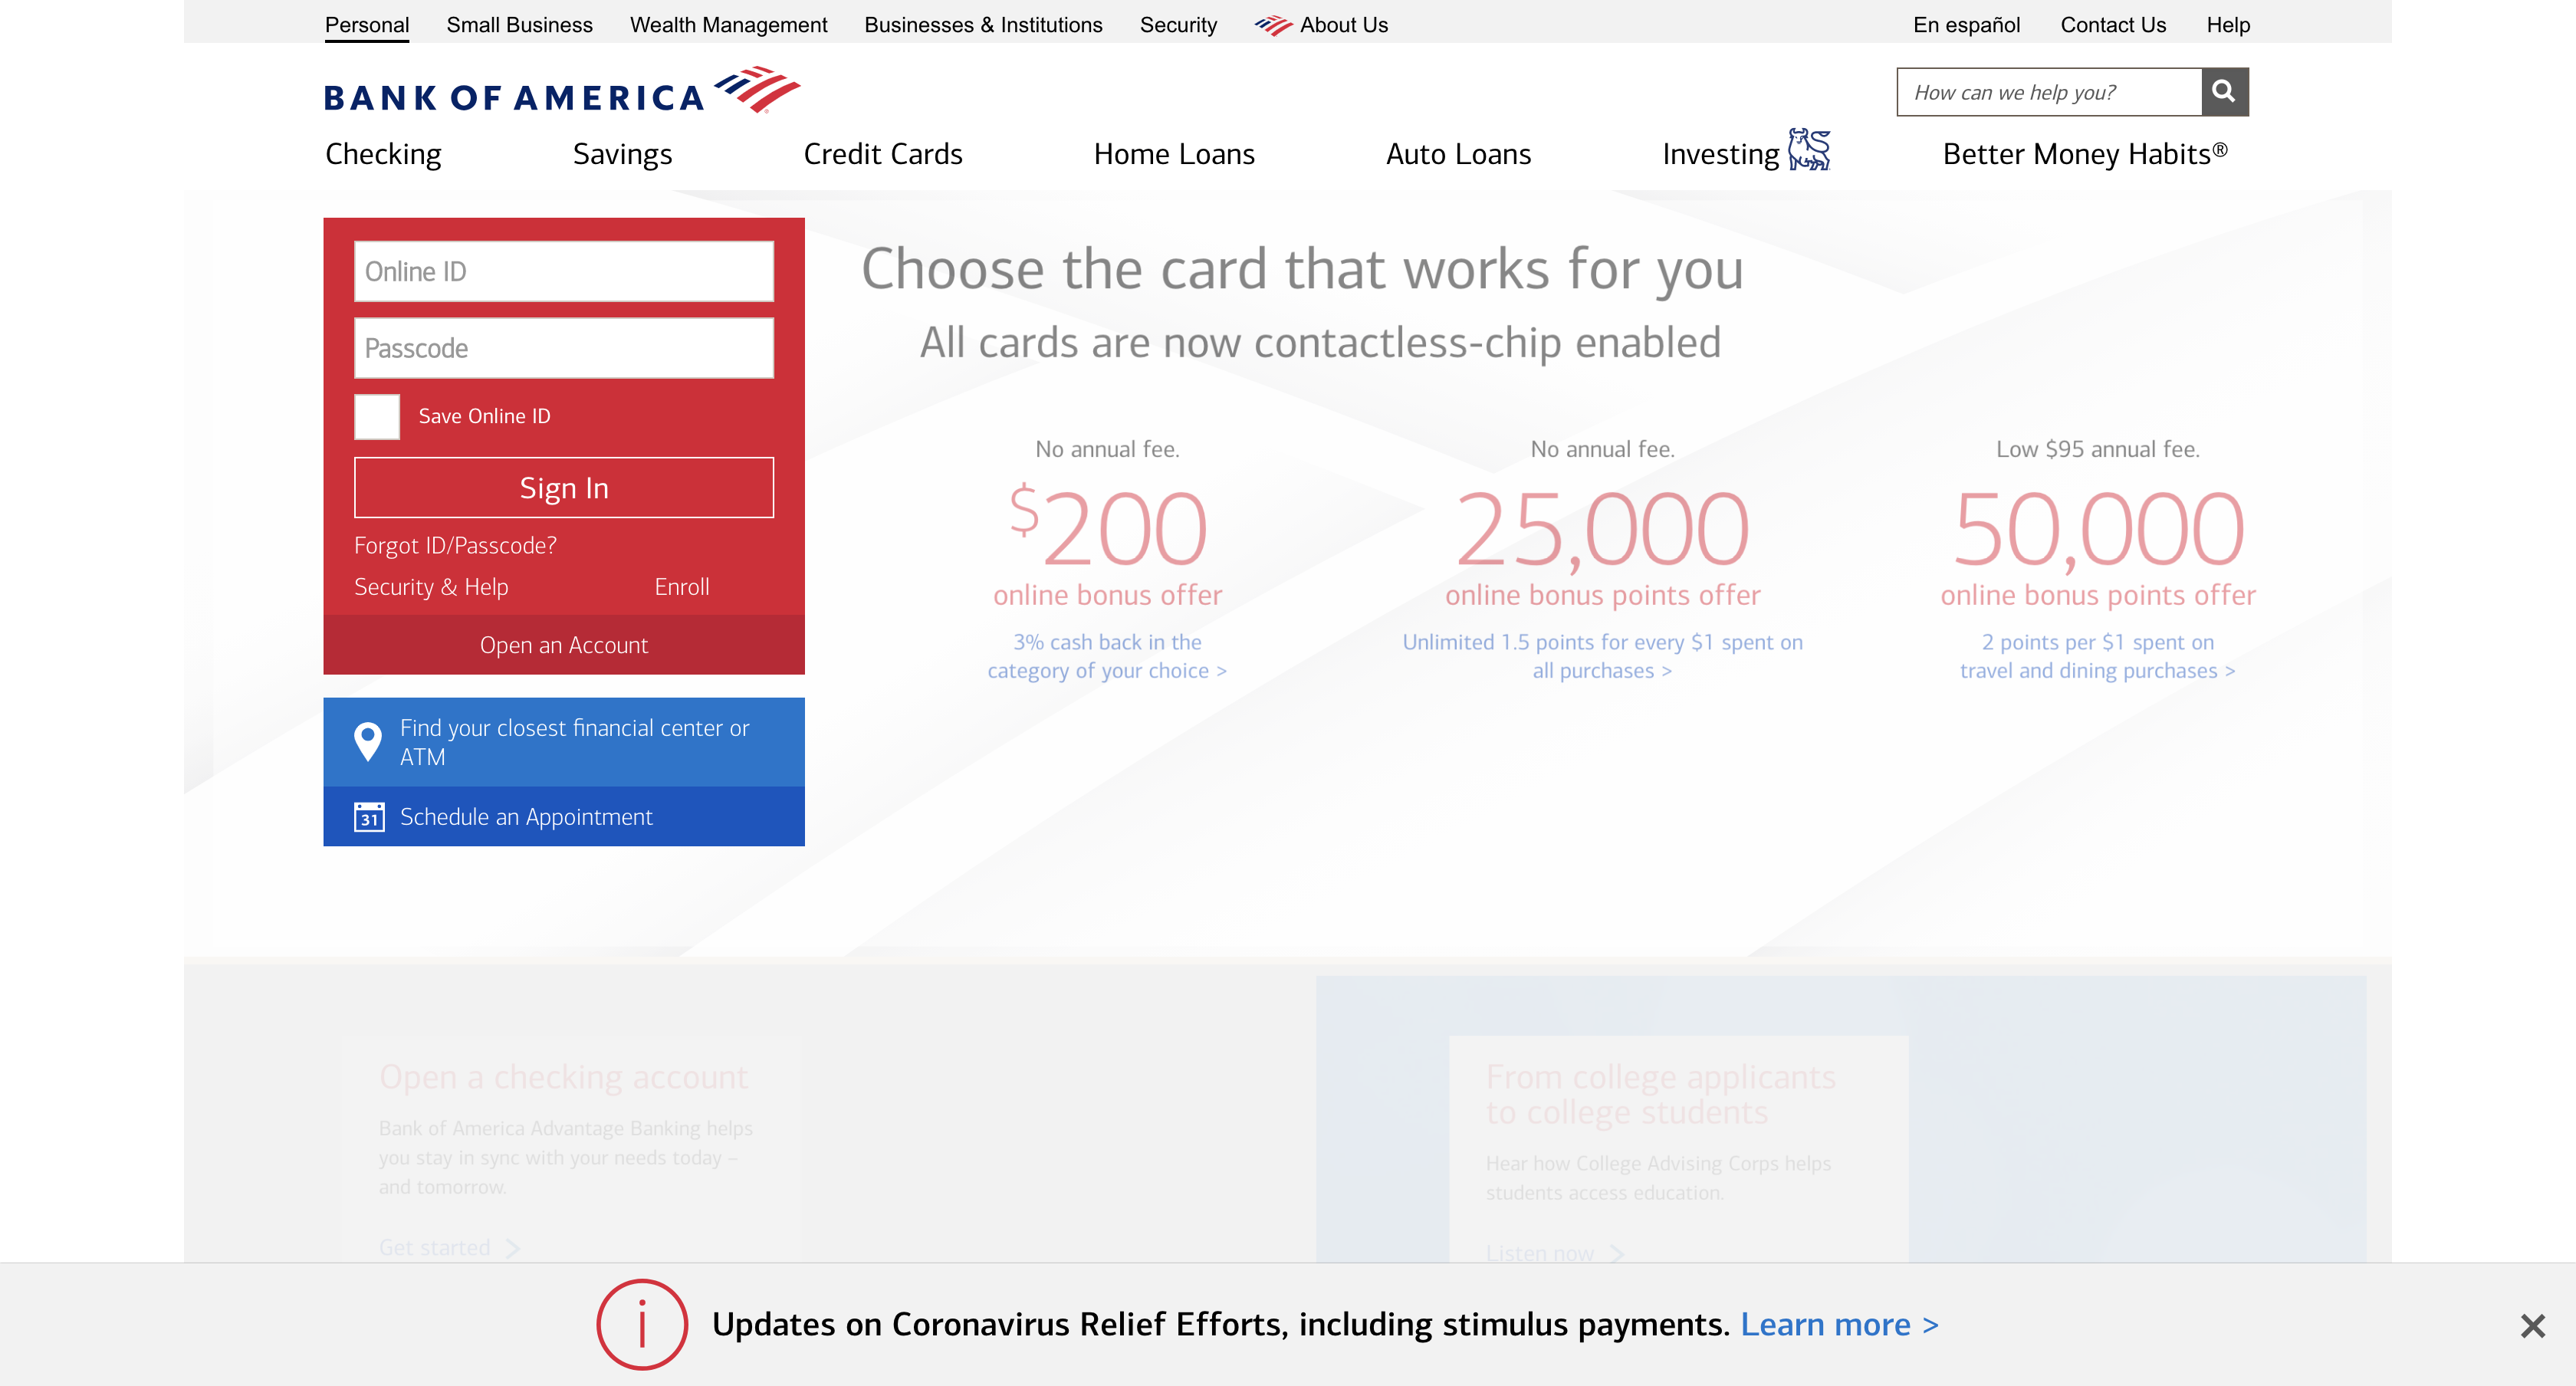 Personal Small Business Wealth Management Businesses & Institutions Security About Us En español Contact Us Help
BANK OF AMERICA
How can we help you?
Checking Savings Credit Cards Home Loans Auto Loans Investing Better Money Habits®
Online ID
Passcode
Save Online ID
Sign In
Forgot ID/Passcode?
Security & Help Enroll
Open an Account
Find your closest financial center or
ATM
31
Schedule an Appointment
Choose the card that works for you
All cards are now contactless-chip enabled
No annual fee.
$200
online bonus offer
3% cash back in the
category of your choice >
No annual fee.
25,000
online bonus points offer
Unlimited 1.5 points for every $1 spent on
all purchases >
Low $95 annual fee.
50,000
online bonus points offer
2 points per $1 spent on
travel and dining purchases >
Open a checking account
Bank of America Advantage Banking helps
you stay in sync with your needs today –
and tomorrow.
Get started
From college applicants
to college students
Hear how College Advising Corps helps
students access education.
Listen now
Updates on Coronavirus Relief Efforts, including stimulus payments. Learn more >